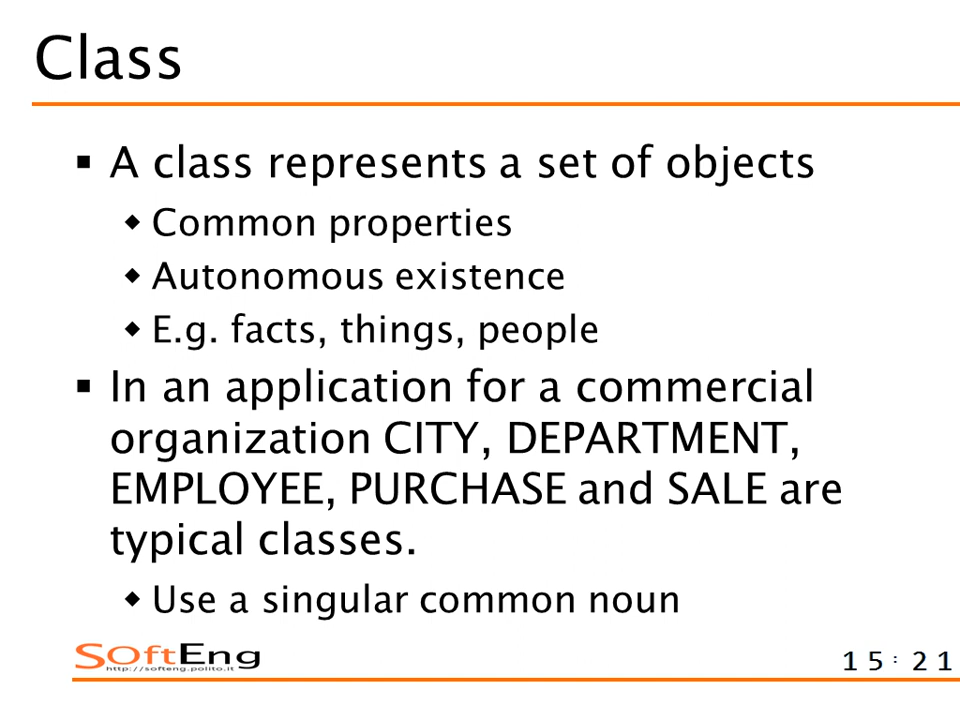 Class
▪ A class represents a set of objects
◆ Common properties
◆ Autonomous existence
◆ E.g. facts, things, people
▪ In an application for a commercial
organization CITY, DEPARTMENT,
EMPLOYEE, PURCHASE and SALE are
typical classes.
◆ Use a singular common noun
SOftEng
http://softeng.polito.it
15:21